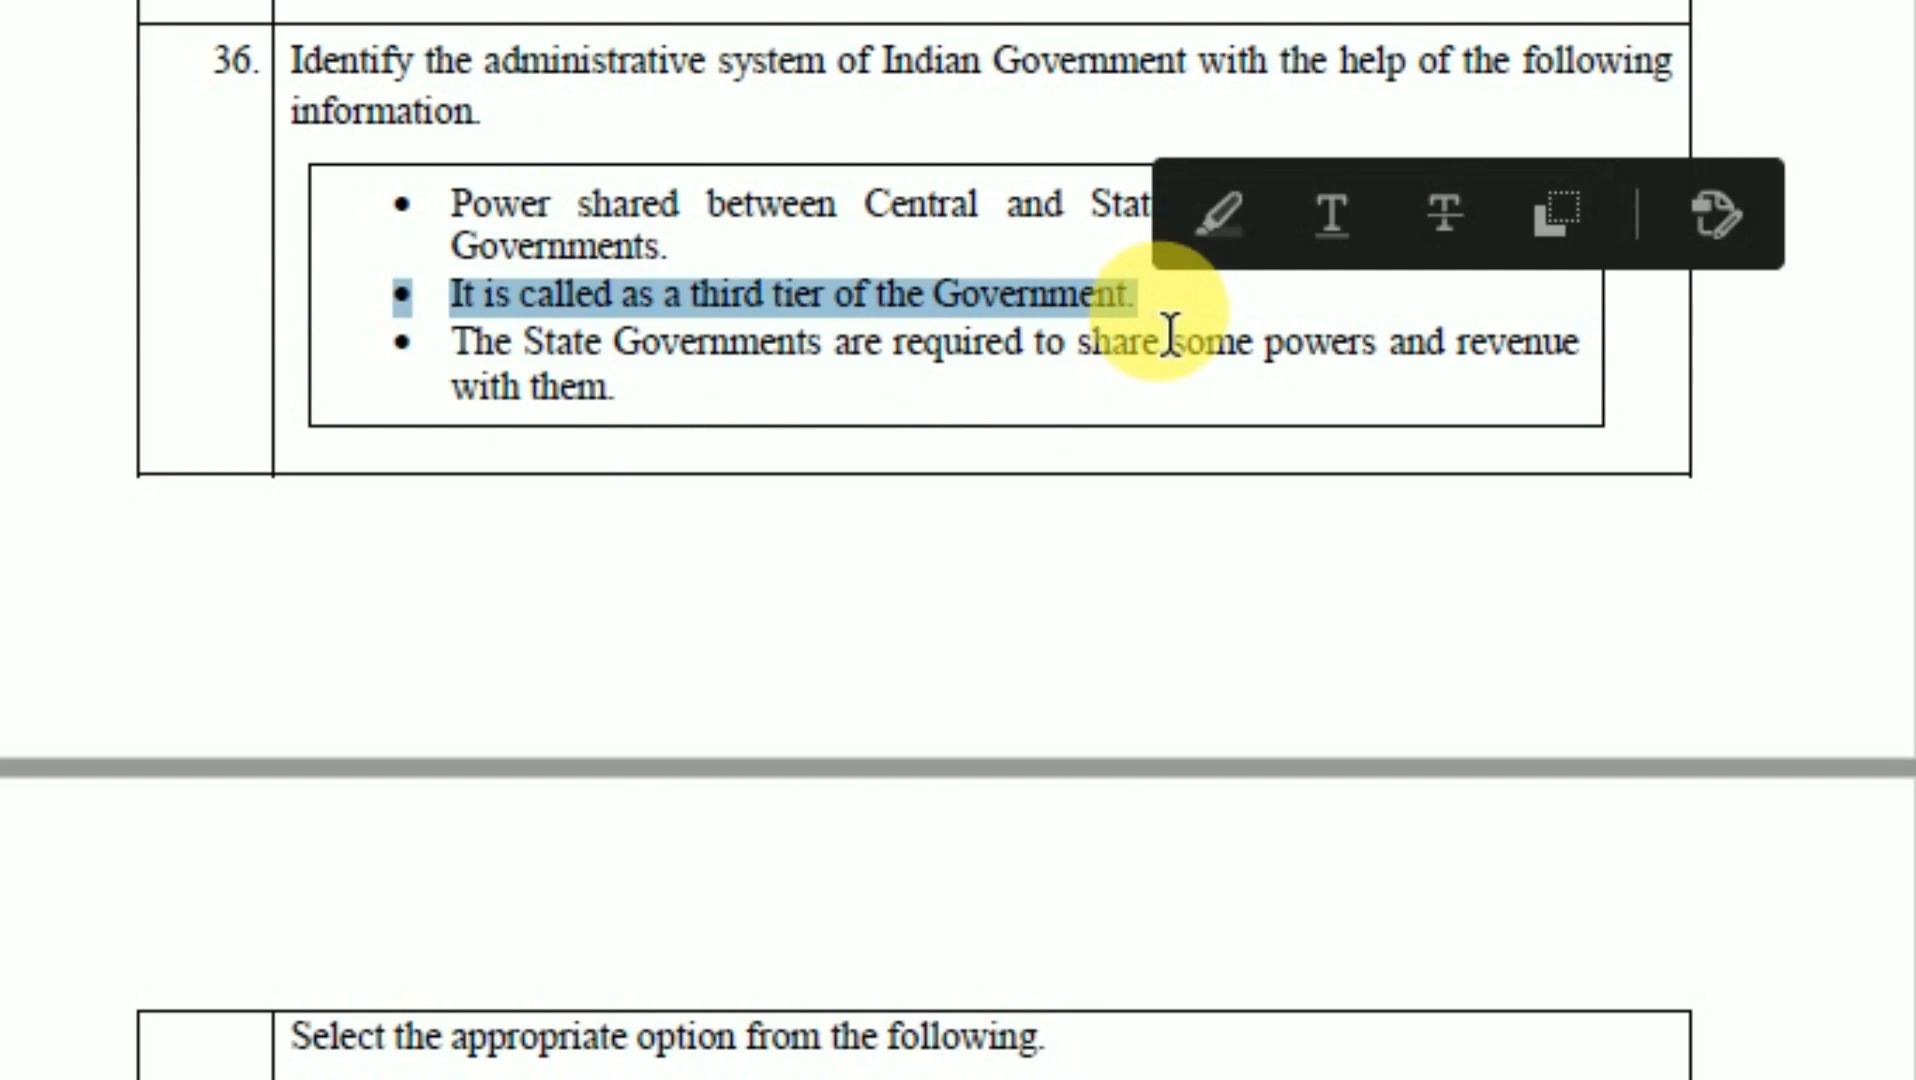 36. Identify the administrative system of Indian Government with the help of the following
information.
• Power shared between Central and Stat
Governments.
• It is called as a third tier of the Government.
• The State Governments are required to share some powers and revenue
with them.
Select the appropriate option from the following.